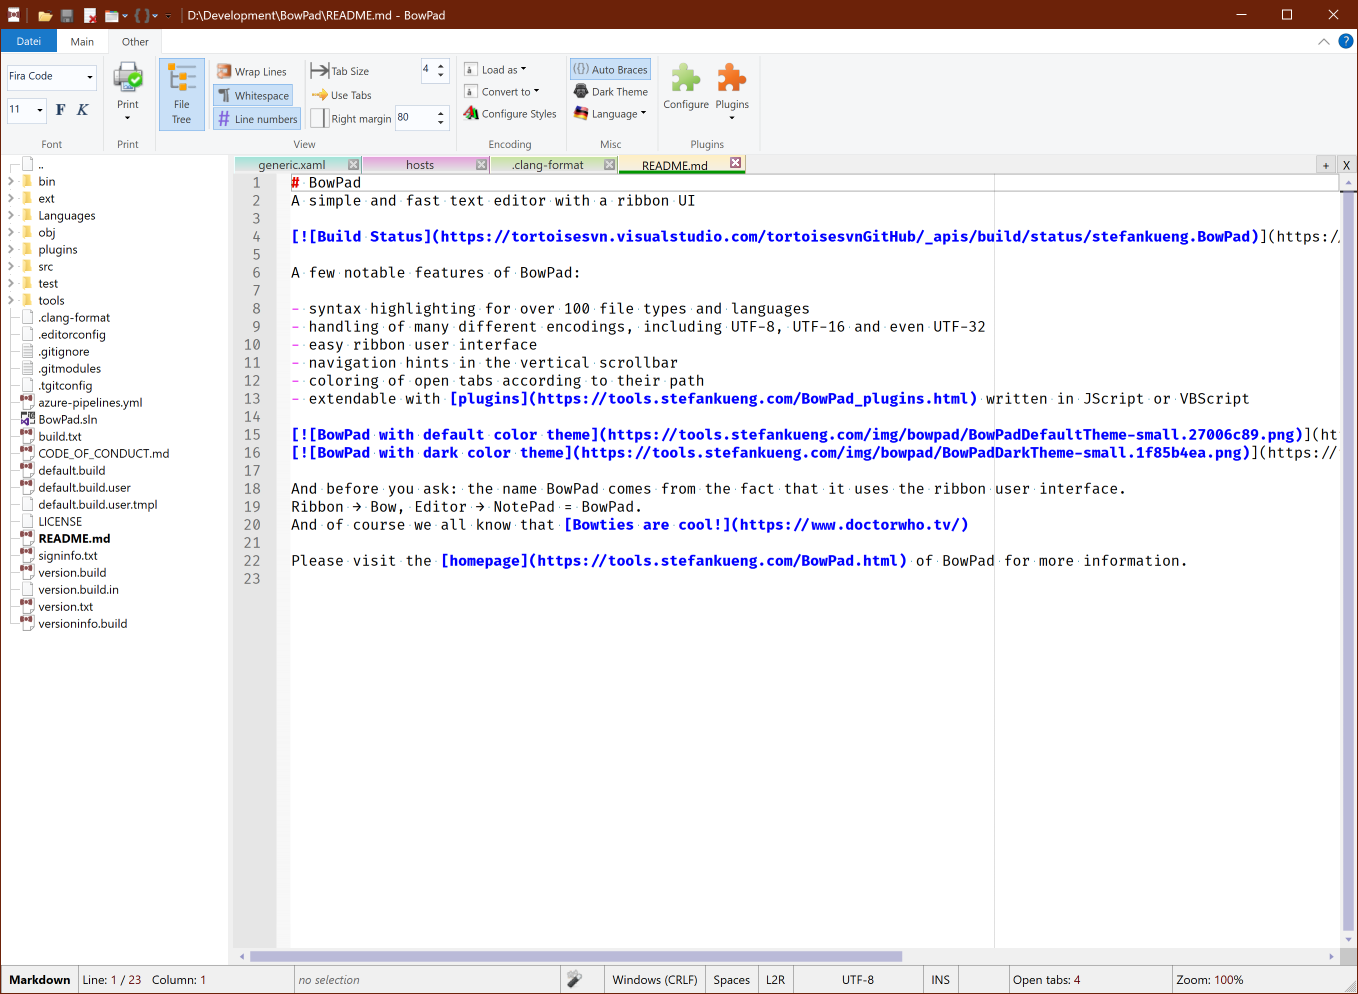 D:\Development\BowPad\README.md - BowPad
Datei Main Other
Fira Code
11 F K
Font
Print
Print
File Tree
Wrap Lines
Whitespace
Line numbers
Tab Size 4
Use Tabs
Right margin 80
View
Load as
Convert to
Configure Styles
Encoding
Auto Braces
Dark Theme
Language
Misc
Configure Plugins
Plugins
..
bin
ext
Languages
obj
plugins
src
test
tools
.clang-format
.editorconfig
.gitignore
.gitmodules
.tgitconfig
azure-pipelines.yml
BowPad.sln
build.txt
CODE_OF_CONDUCT.md
default.build
default.build.user
default.build.user.tmpl
LICENSE
README.md
signinfo.txt
version.build
version.build.in
version.txt
versioninfo.build
generic.xaml hosts .clang-format README.md + X
1 # BowPad
2 A simple and fast text editor with a ribbon UI
3
4 [![Build Status](https://tortoisesvn.visualstudio.com/tortoisesvnGitHub/_apis/build/status/stefankueng.BowPad)](https:/
5
6 A few notable features of BowPad:
7
8 - syntax highlighting for over 100 file types and languages
9 - handling of many different encodings, including UTF-8, UTF-16 and even UTF-32
10 - easy ribbon user interface
11 - navigation hints in the vertical scrollbar
12 - coloring of open tabs according to their path
13 - extendable with [plugins](https://tools.stefankueng.com/BowPad_plugins.html) written in JScript or VBScript
14
15 [![BowPad with default color theme](https://tools.stefankueng.com/img/bowpad/BowPadDefaultTheme-small.27006c89.png)](ht
16 [![BowPad with dark color theme](https://tools.stefankueng.com/img/bowpad/BowPadDarkTheme-small.1f85b4ea.png)](https://
17
18 And before you ask: the name BowPad comes from the fact that it uses the ribbon user interface.
19 Ribbon → Bow, Editor → NotePad = BowPad.
20 And of course we all know that [Bowties are cool!](https://www.doctorwho.tv/)
21
22 Please visit the [homepage](https://tools.stefankueng.com/BowPad.html) of BowPad for more information.
23
Markdown Line: 1 / 23 Column: 1 no selection Windows (CRLF) Spaces L2R UTF-8 INS Open tabs: 4 Zoom: 100%